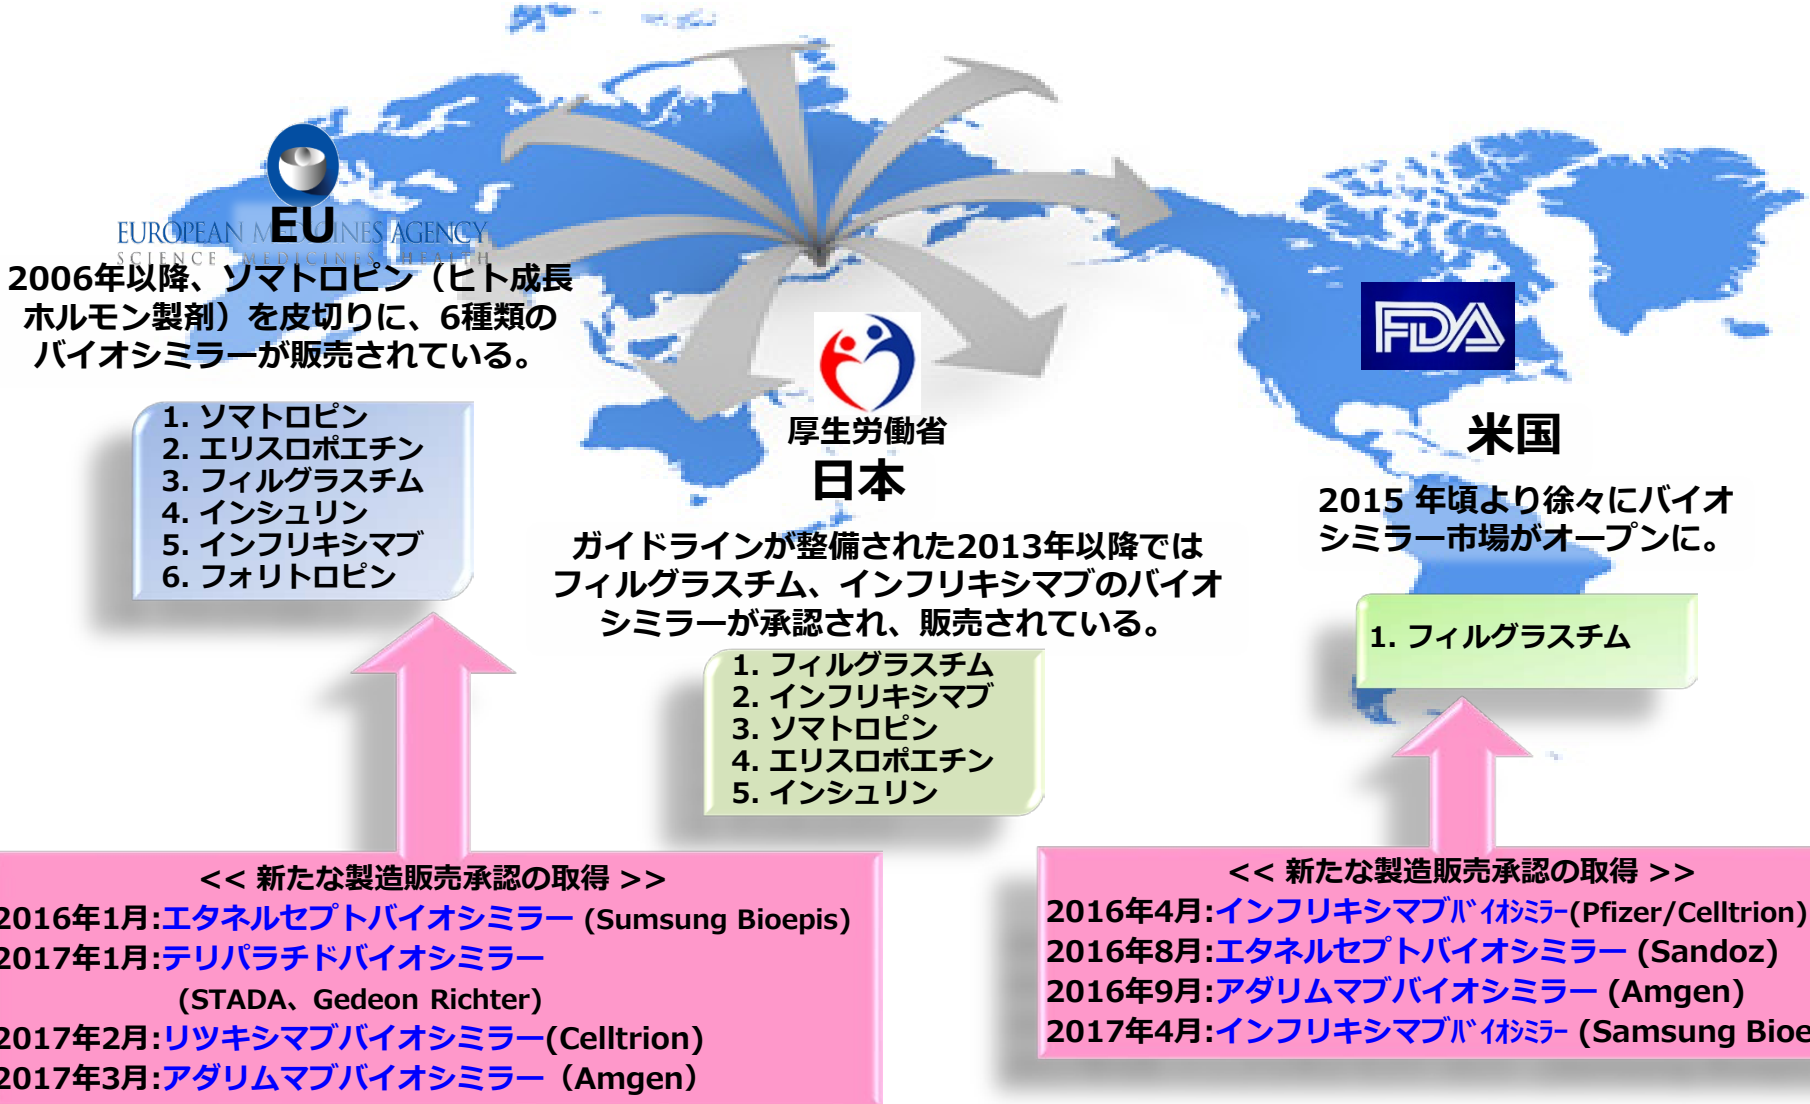 EUROPEAN MEDICINES AGENCY
SCIENCE MEDICINES HEALTH
EU
2006年以降、ソマトロピン（ヒト成長
ホルモン製剤）を皮切りに、6種類の
バイオシミラーが販売されている。
1. ソマトロピン
2. エリスロポエチン
3. フィルグラスチム
4. インシュリン
5. インフリキシマブ
6. フォリトロピン
厚生労働省
日本
ガイドラインが整備された2013年以降では
フィルグラスチム、インフリキシマブのバイオ
シミラーが承認され、販売されている。
1. フィルグラスチム
2. インフリキシマブ
3. ソマトロピン
4. エリスロポエチン
5. インシュリン
FDA
米国
2015 年頃より徐々にバイオ
シミラー市場がオープンに。
1. フィルグラスチム
<< 新たな製造販売承認の取得 >>
2016年1月:エタネルセプトバイオシミラー (Sumsung Bioepis)
2017年1月:テリパラチドバイオシミラー
(STADA、Gedeon Richter)
2017年2月:リツキシマブバイオシミラー(Celltrion)
2017年3月:アダリムマブバイオシミラー（Amgen）
<< 新たな製造販売承認の取得 >>
2016年4月:インフリキシマブﾊﾞｲｵｼﾐﾗｰ(Pfizer/Celltrion)
2016年8月:エタネルセプトバイオシミラー (Sandoz)
2016年9月:アダリムマブバイオシミラー (Amgen)
2017年4月:インフリキシマブﾊﾞｲｵｼﾐﾗｰ (Samsung Bioe